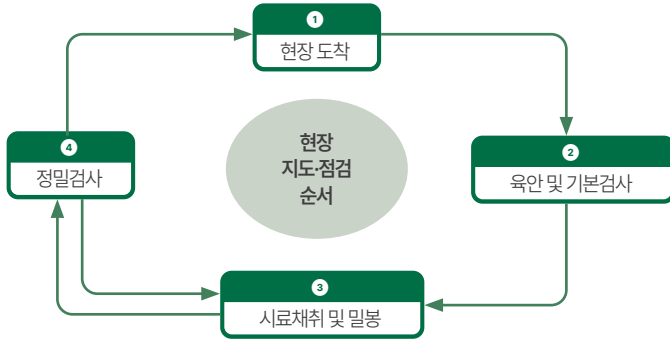 1
현장 도착
4
정밀검사
현장
지도·점검
순서
2
육안 및 기본검사
3
시료채취 및 밀봉